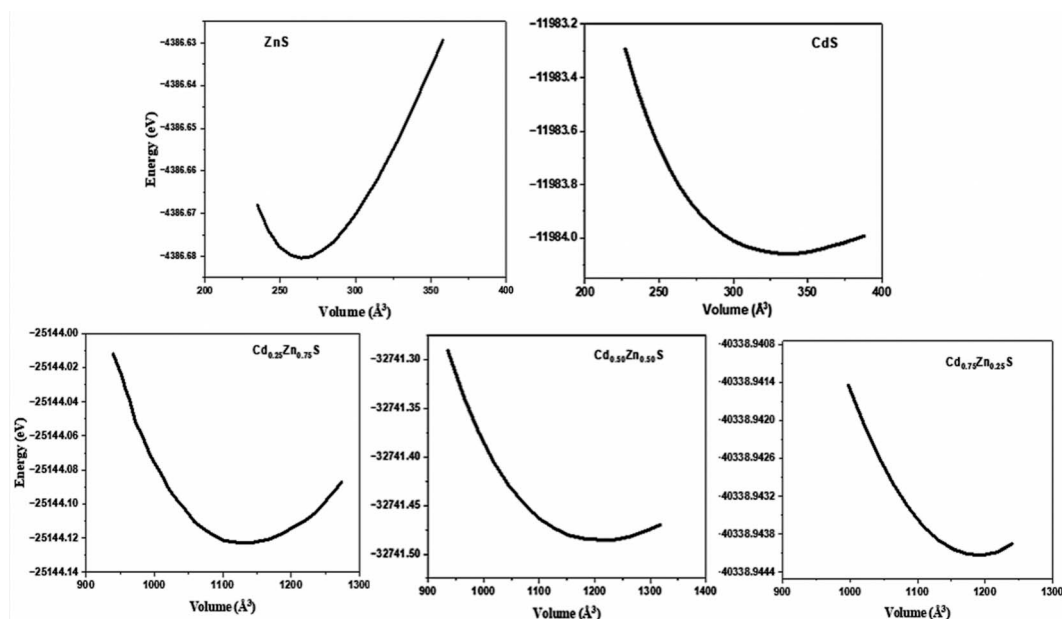 ZnS
−4386.63
−4386.64
−4386.65
−4386.66
−4386.67
−4386.68
Energy (eV)
200 250 300 350 400
Volume (Å³)
CdS
−11983.2
−11983.4
−11983.6
−11983.8
−11984.0
200 250 300 350 400
Volume (Å³)
Cd₀.₂₅Zn₀.₇₅S
−25144.00
−25144.02
−25144.04
−25144.06
−25144.08
−25144.10
−25144.12
−25144.14
Energy (eV)
900 1000 1100 1200 1300
Volume (Å³)
Cd₀.₅₀Zn₀.₅₀S
−32741.30
−32741.35
−32741.40
−32741.45
−32741.50
900 1000 1100 1200 1300 1400
Volume (Å³)
Cd₀.₇₅Zn₀.₂₅S
−40338.9408
−40338.9414
−40338.9420
−40338.9426
−40338.9432
−40338.9438
−40338.9444
900 1000 1100 1200 1300
Volume (Å³)